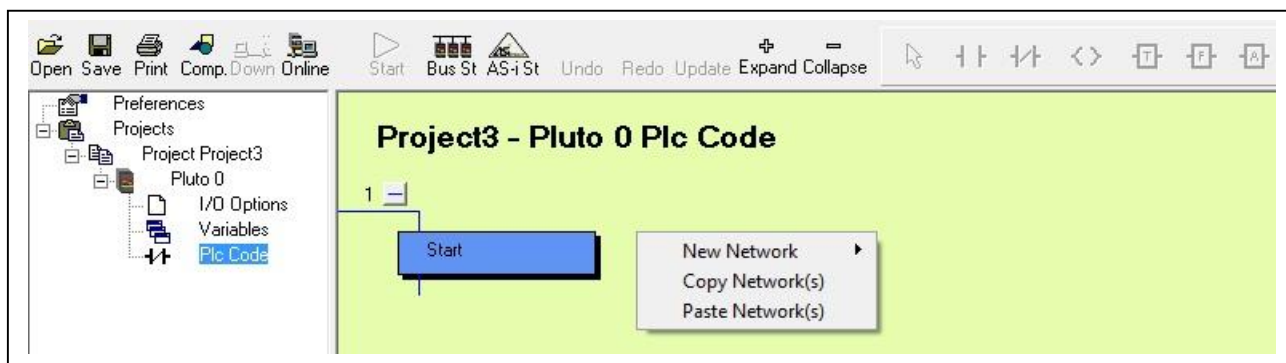 Open Save Print Comp. Down Online Start Bus St AS-i St Undo Redo Update Expand Collapse
Preferences
Projects
Project Project3
Pluto 0
I/O Options
Variables
Plc Code
Project3 - Pluto 0 Plc Code
1
Start
New Network
Copy Network(s)
Paste Network(s)